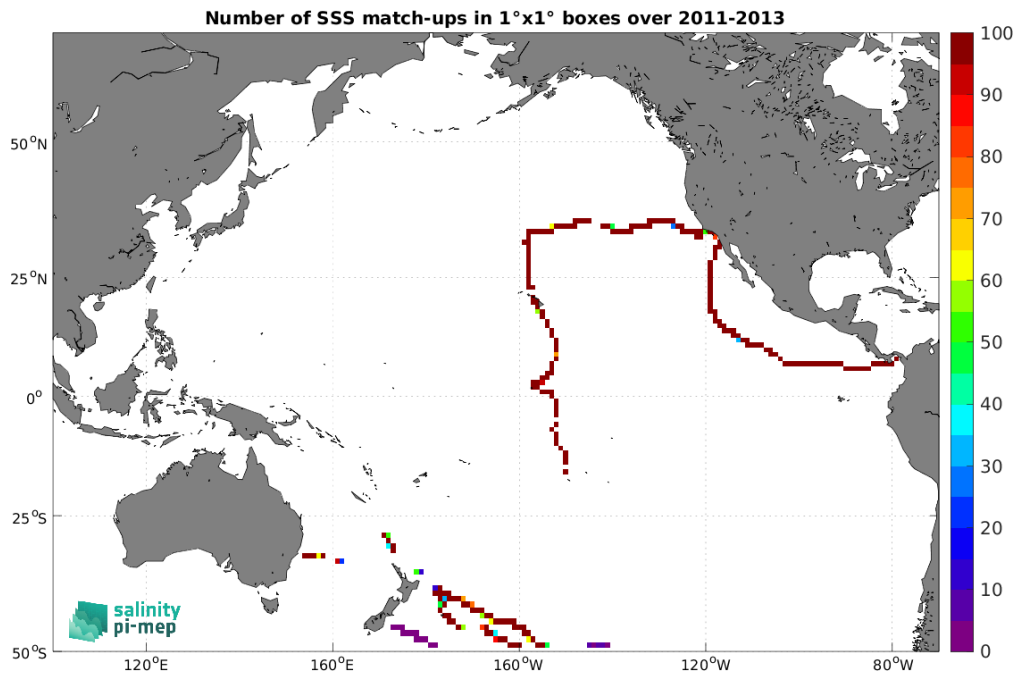 Number of SSS match-ups in 1°x1° boxes over 2011-2013
100
90
80
70
60
50
40
30
20
10
0
50°N
25°N
0°
25°S
50°S
120°E
160°E
160°W
120°W
80°W
salinity
pi-mep